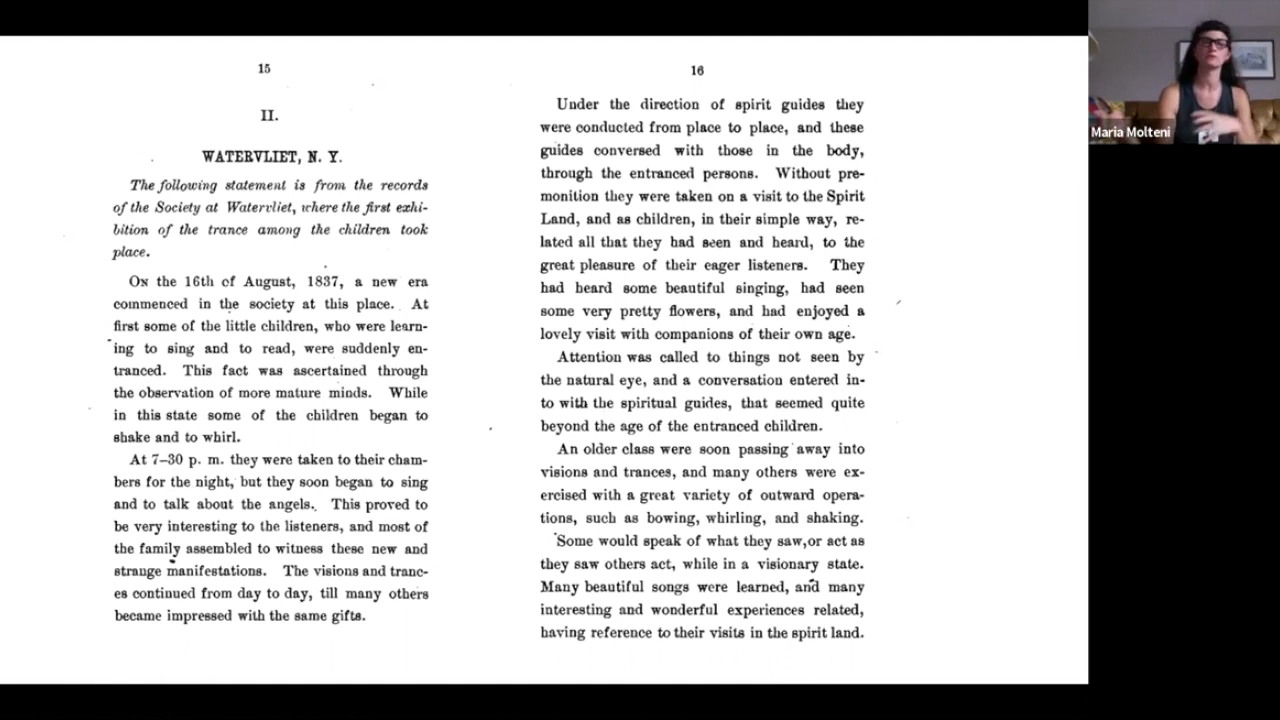 15
II.
WATERVLIET, N. Y.
The following statement is from the records
of the Society at Watervliet, where the first exhi-
bition of the trance among the children took
place.
On the 16th of August, 1837, a new era
commenced in the society at this place. At
first some of the little children, who were learn-
ing to sing and to read, were suddenly en-
tranced. This fact was ascertained through
the observation of more mature minds. While
in this state some of the children began to
shake and to whirl.
At 7-30 p. m. they were taken to their cham-
bers for the night, but they soon began to sing
and to talk about the angels. This proved to
be very interesting to the listeners, and most of
the family assembled to witness these new and
strange manifestations. The visions and tranc-
es continued from day to day, till many others
became impressed with the same gifts.
16
Under the direction of spirit guides they
were conducted from place to place, and these
guides conversed with those in the body,
through the entranced persons. Without pre-
monition they were taken on a visit to the Spirit
Land, and as children, in their simple way, re-
lated all that they had seen and heard, to the
great pleasure of their eager listeners. They
had heard some beautiful singing, had seen
some very pretty flowers, and had enjoyed a
lovely visit with companions of their own age.
Attention was called to things not seen by
the natural eye, and a conversation entered in-
to with the spiritual guides, that seemed quite
beyond the age of the entranced children.
An older class were soon passing away into
visions and trances, and many others were ex-
ercised with a great variety of outward opera-
tions, such as bowing, whirling, and shaking.
Some would speak of what they saw, or act as
they saw others act, while in a visionary state.
Many beautiful songs were learned, and many
interesting and wonderful experiences related,
having reference to their visits in the spirit land.
Maria Molteni